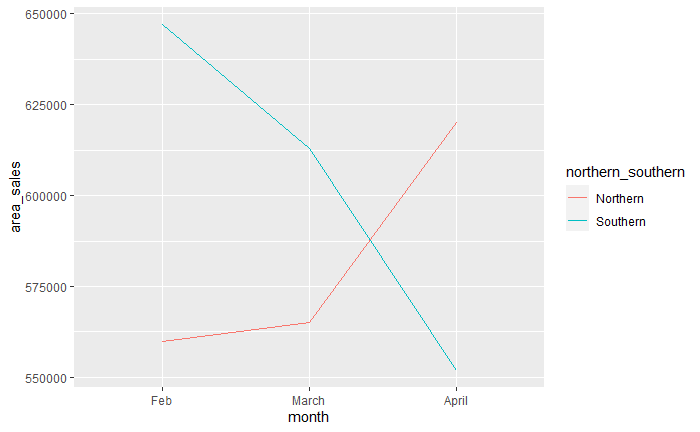 650000
625000
600000
575000
550000
area_sales
Feb
March
April
month
northern_southern
Northern
Southern